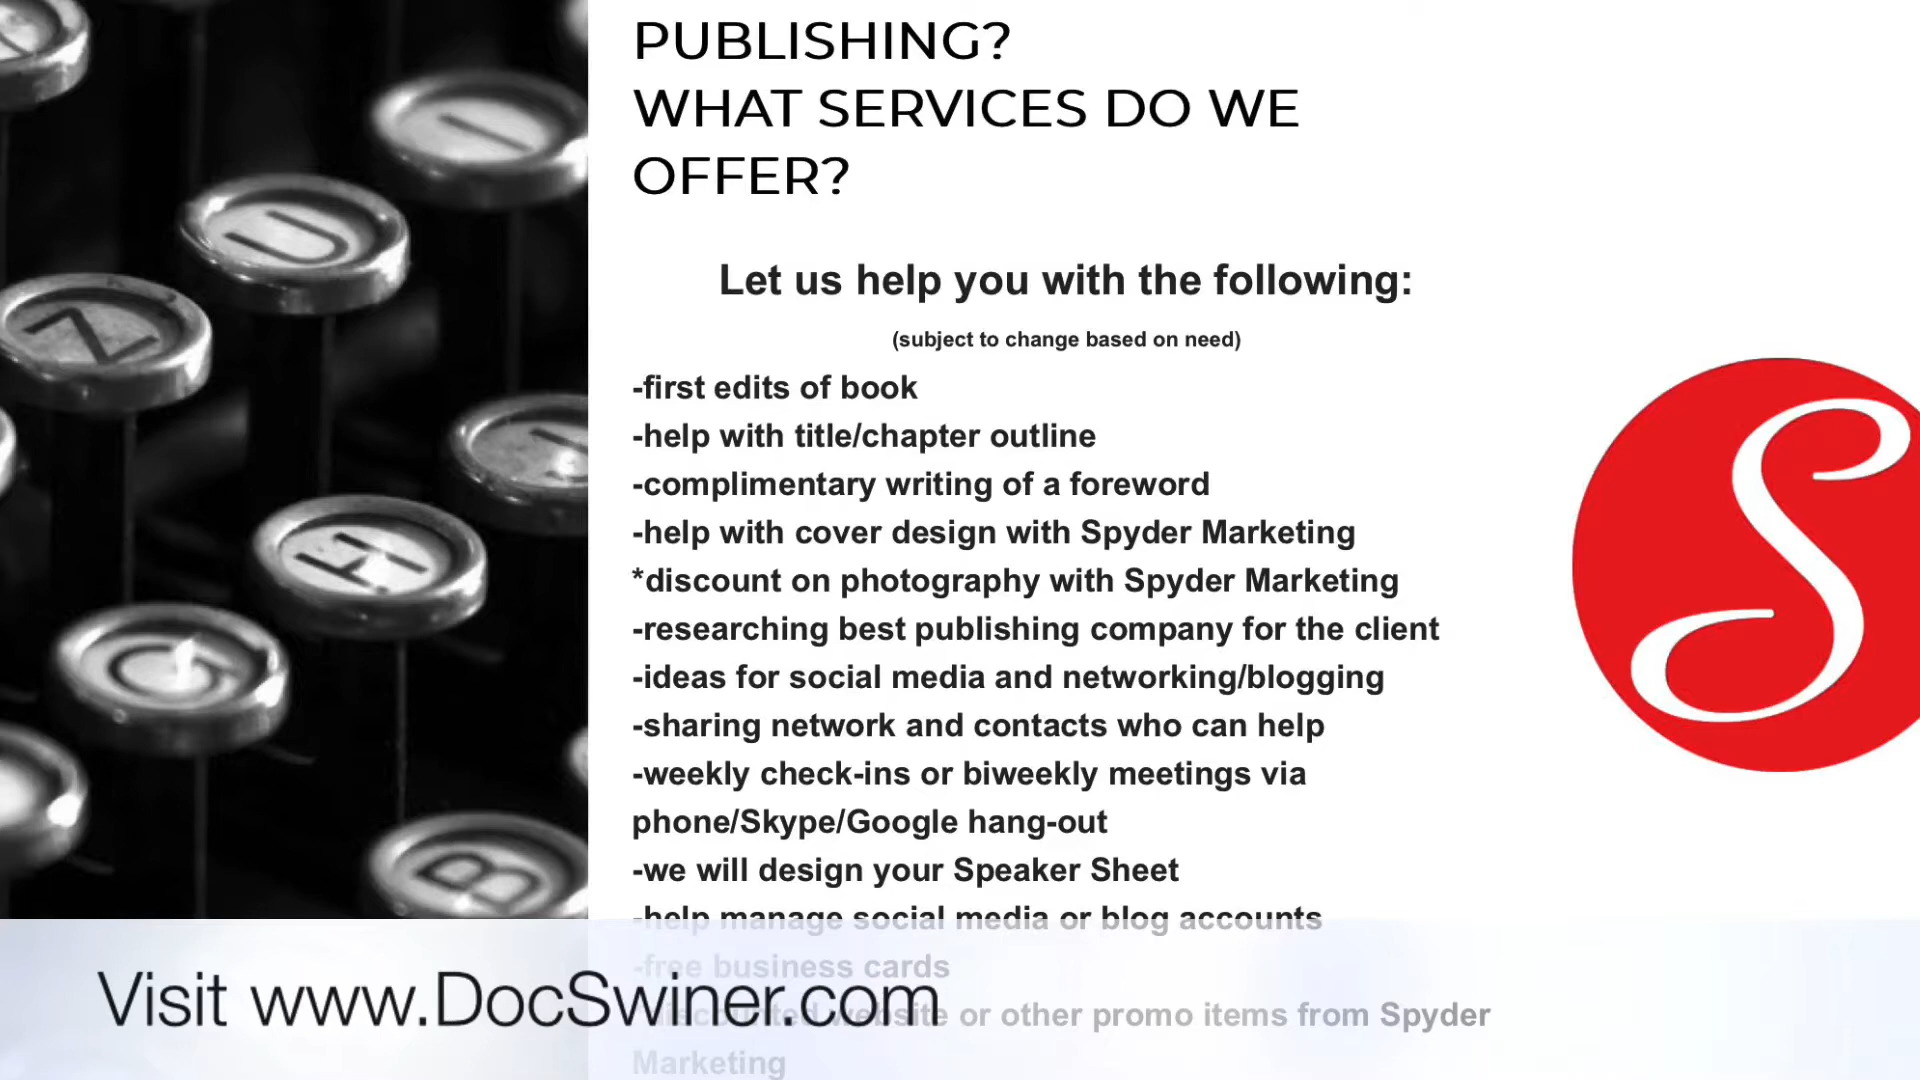 PUBLISHING?
WHAT SERVICES DO WE
OFFER?
Let us help you with the following:
(subject to change based on need)
-first edits of book
-help with title/chapter outline
-complimentary writing of a foreword
-help with cover design with Spyder Marketing
*discount on photography with Spyder Marketing
-researching best publishing company for the client
-ideas for social media and networking/blogging
-sharing network and contacts who can help
-weekly check-ins or biweekly meetings via
phone/Skype/Google hang-out
-we will design your Speaker Sheet
-help manage social media or blog accounts
-free business cards
discounted website or other promo items from Spyder
Marketing
Visit www.DocSwiner.com
S
U
Z
H
G
B